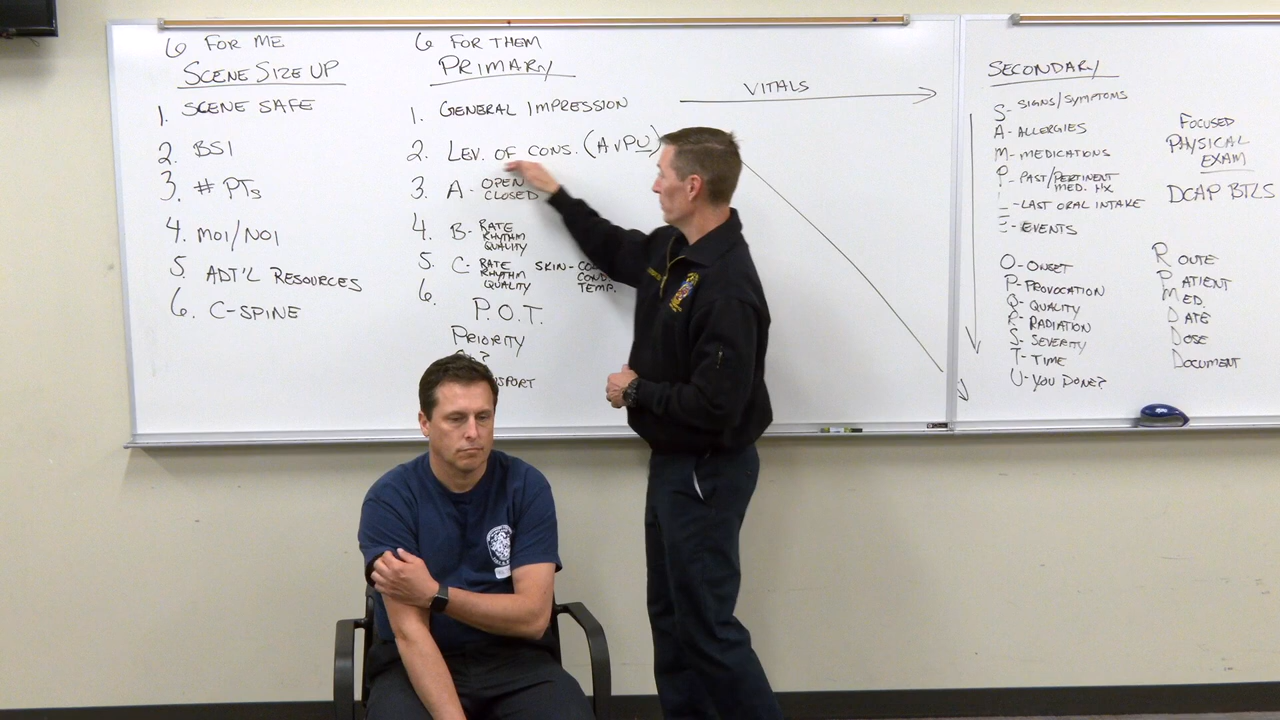 6 FOR ME
SCENE SIZE UP
1. SCENE SAFE
2. BSI
3. # PTS
4. MOI/NOI
5. ADT'L RESOURCES
6. C-SPINE
6 FOR THEM
PRIMARY
1. GENERAL IMPRESSION
2. LEV. OF CONS. (AVPU)
3. A- OPEN
CLOSED
4. B- RATE
RHYTHM
QUALITY
5. C- RATE
RHYTHM
QUALITY
SKIN-
COND
TEMP.
6. P.O.T.
PRIORITY
VITALS
SECONDARY
S- SIGNS/SYMPTOMS
A- ALLERGIES
M- MEDICATIONS
P- PAST/PERTINENT
MED. HX
L- LAST ORAL INTAKE
E- EVENTS
O- ONSET
P- PROVOCATION
Q- QUALITY
R- RADIATION
S- SEVERITY
T- TIME
U- YOU DONE?
FOCUSED
PHYSICAL
EXAM
DCAP BTLS
ROUTE
PATIENT
MED.
DATE
DOSE
DOCUMENT